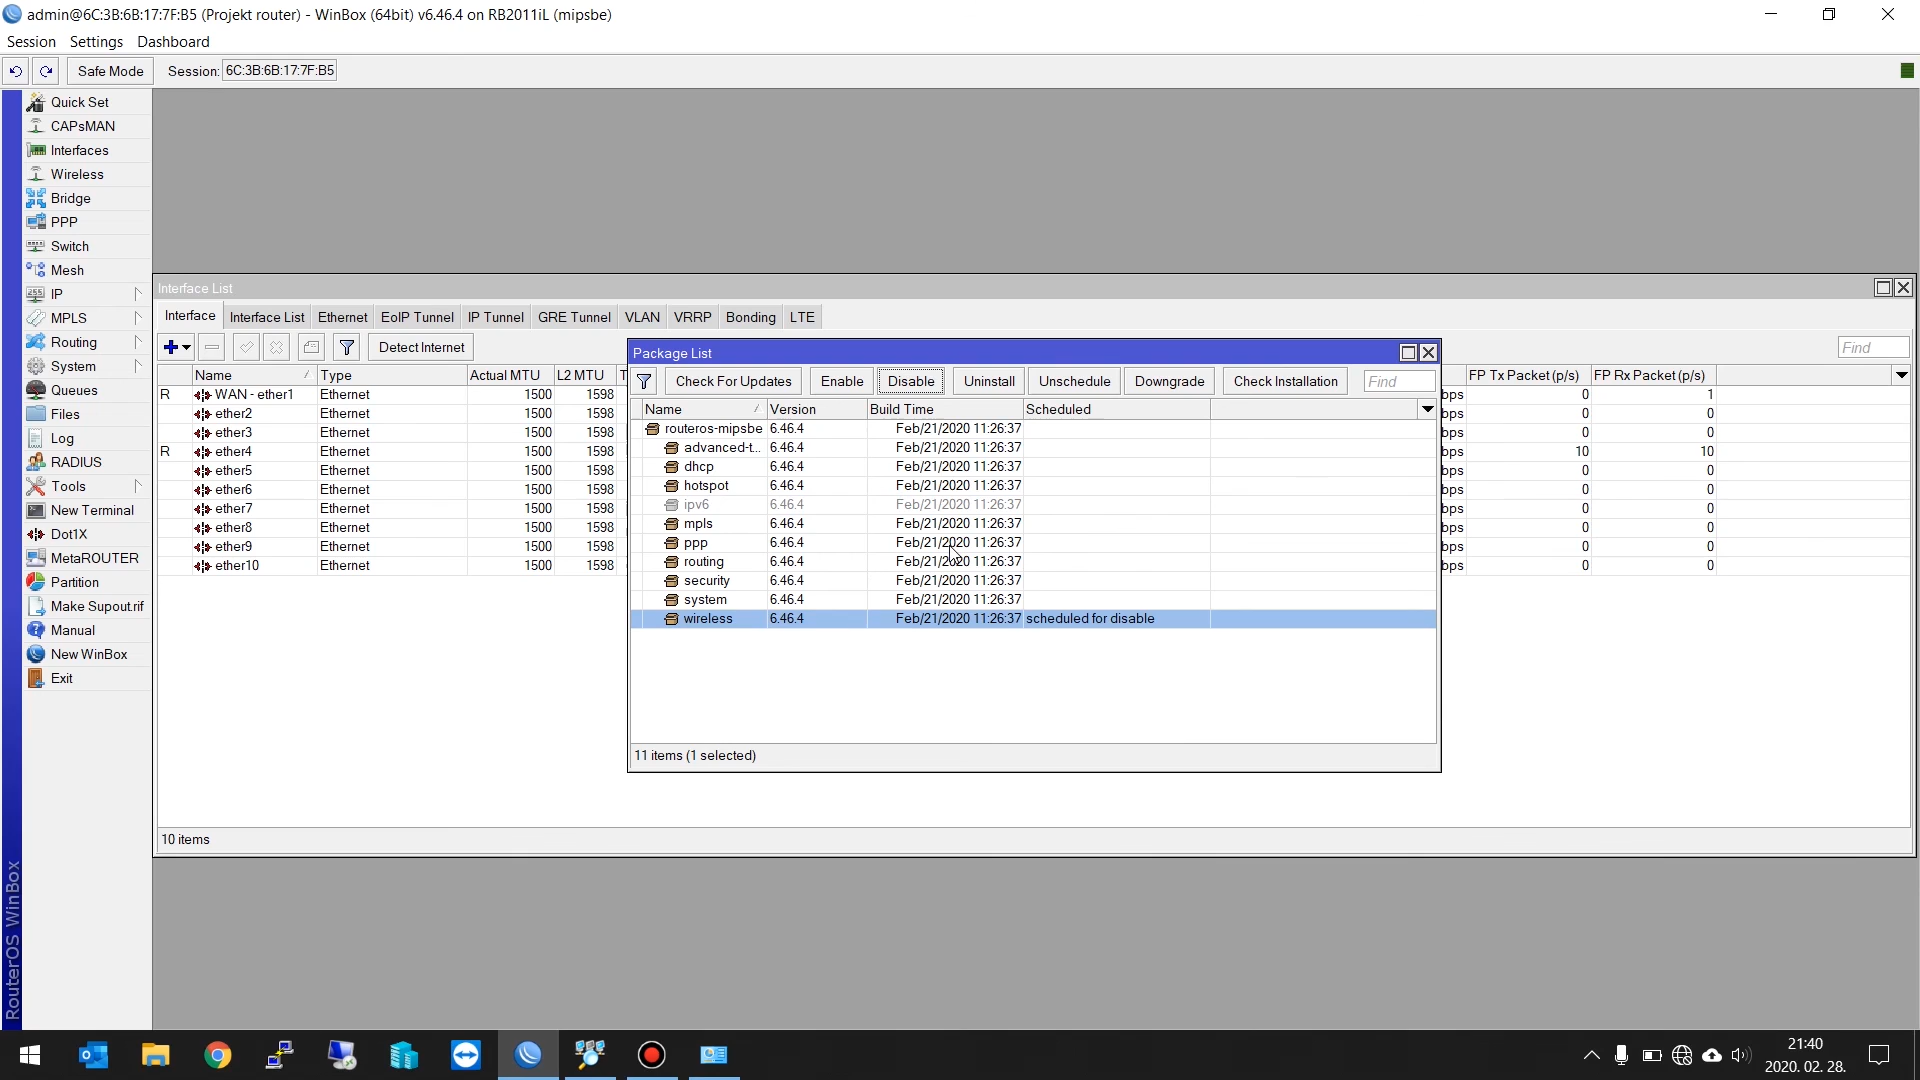 admin@6C:3B:6B:17:7F:B5 (Projekt router) - WinBox (64bit) v6.46.4 on RB2011iL (mipsbe)
Session Settings Dashboard
Safe Mode Session: 6C:3B:6B:17:7F:B5
Quick Set
CAPsMAN
Interfaces
Wireless
Bridge
PPP
Switch
Mesh
IP
MPLS
Routing
System
Queues
Files
Log
RADIUS
Tools
New Terminal
Dot1X
MetaROUTER
Partition
Make Supout.rif
Manual
New WinBox
Exit
RouterOS WinBox
Interface List
Interface Interface List Ethernet EoIP Tunnel IP Tunnel GRE Tunnel VLAN VRRP Bonding LTE
Detect Internet Find
Name Type Actual MTU L2 MTU T FP Tx Packet (p/s) FP Rx Packet (p/s)
R WAN - ether1 Ethernet 1500 1598 bps 0 1
ether2 Ethernet 1500 1598 bps 0 0
ether3 Ethernet 1500 1598 bps 0 0
R ether4 Ethernet 1500 1598 bps 10 10
ether5 Ethernet 1500 1598 bps 0 0
ether6 Ethernet 1500 1598 bps 0 0
ether7 Ethernet 1500 1598 bps 0 0
ether8 Ethernet 1500 1598 bps 0 0
ether9 Ethernet 1500 1598 bps 0 0
ether10 Ethernet 1500 1598 bps 0 0
10 items
Package List
Check For Updates Enable Disable Uninstall Unschedule Downgrade Check Installation Find
Name Version Build Time Scheduled
routeros-mipsbe 6.46.4 Feb/21/2020 11:26:37
advanced-t... 6.46.4 Feb/21/2020 11:26:37
dhcp 6.46.4 Feb/21/2020 11:26:37
hotspot 6.46.4 Feb/21/2020 11:26:37
ipv6 6.46.4 Feb/21/2020 11:26:37
mpls 6.46.4 Feb/21/2020 11:26:37
ppp 6.46.4 Feb/21/2020 11:26:37
routing 6.46.4 Feb/21/2020 11:26:37
security 6.46.4 Feb/21/2020 11:26:37
system 6.46.4 Feb/21/2020 11:26:37
wireless 6.46.4 Feb/21/2020 11:26:37 scheduled for disable
11 items (1 selected)
21:40
2020. 02. 28.